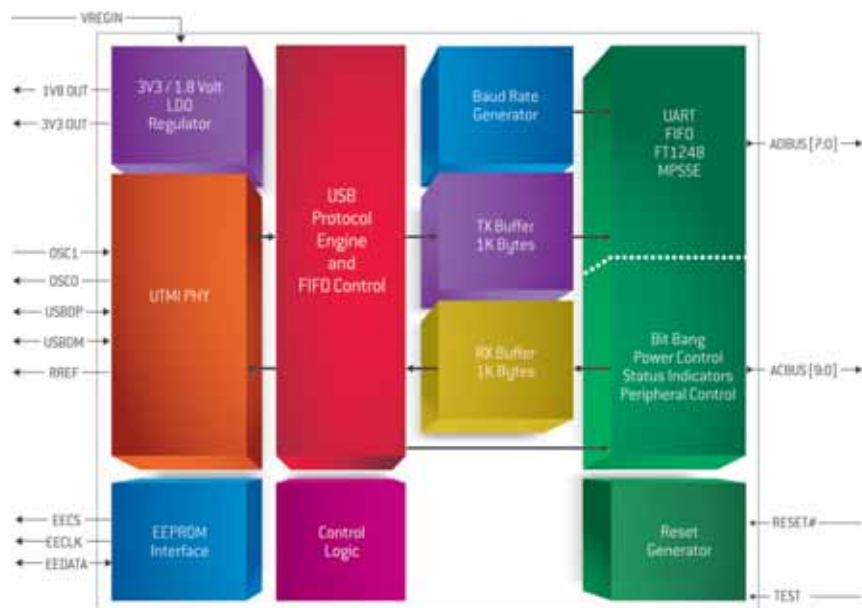 VREGIN
1V8 OUT
3V3 OUT
3V3 / 1.8 Volt
LDO
Regulator
OSCI
OSCO
USBDP
USBDM
RREF
UTMI PHY
EECS
EECLK
EEDATA
EEPROM
Interface
USB
Protocol
Engine
and
FIFO Control
Control
Logic
Baud Rate
Generator
TX Buffer
1K Bytes
RX Buffer
1K Bytes
UART
FIFO
FT1248
MPSSE
Bit Bang
Power Control
Status Indicators
Peripheral Control
Reset
Generator
ADBUS [7:0]
ACBUS [9:0]
RESET#
TEST